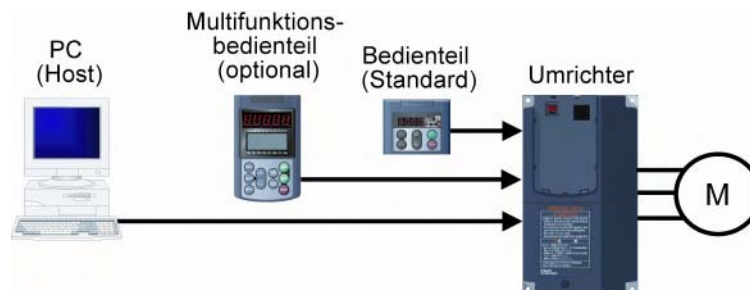 PC
(Host)
Multifunktions-
bedienteil
(optional)
Bedienteil
(Standard)
Umrichter
M